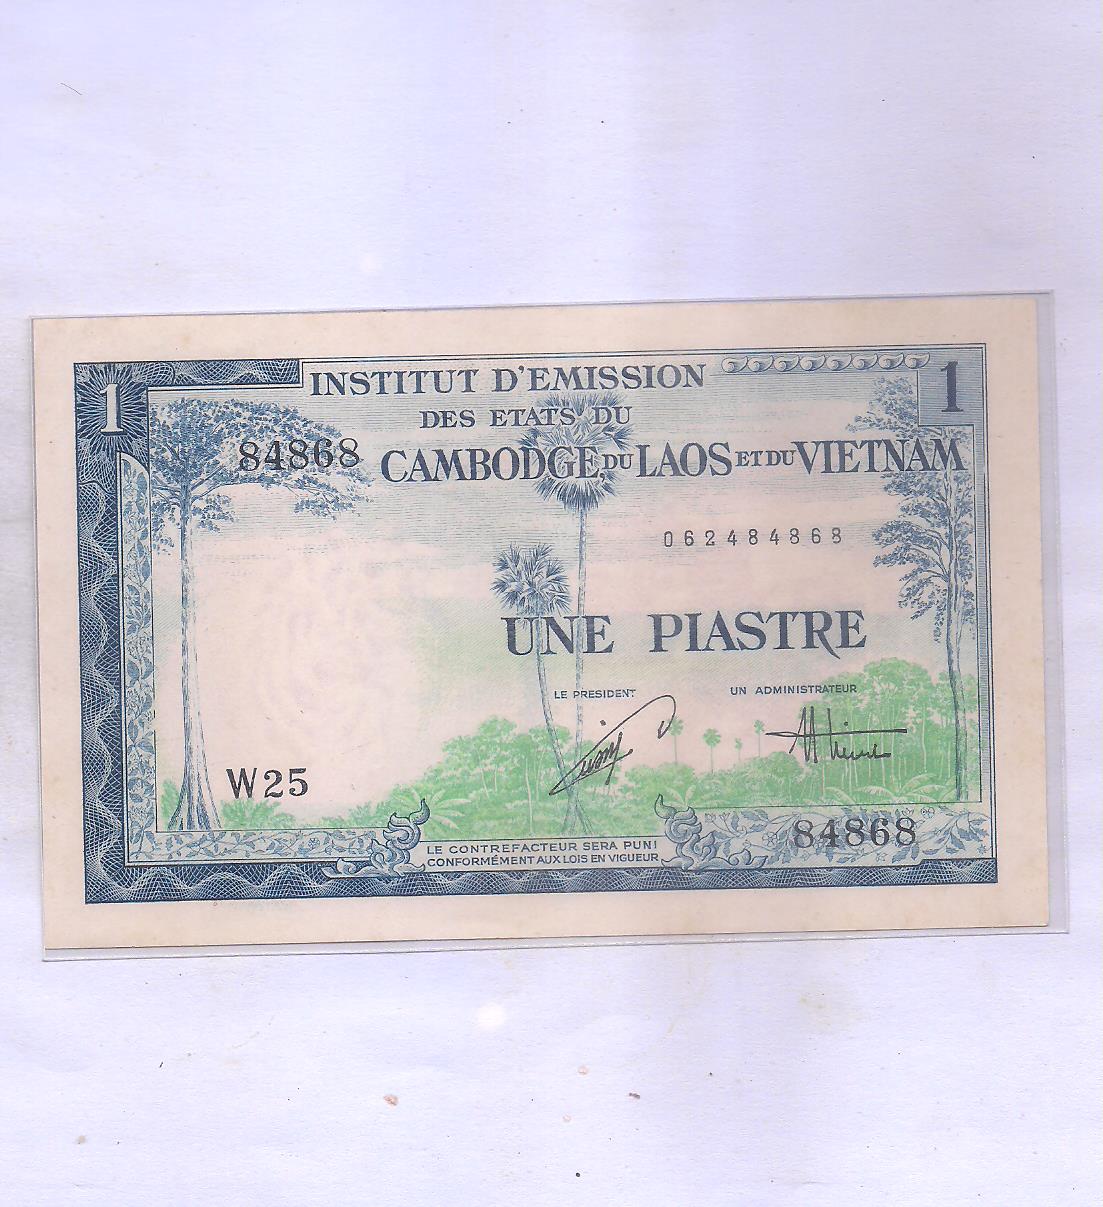 1
INSTITUT D'EMISSION
1
DES ETATS DU
84868
CAMBODGE DU LAOS ET DU VIETNAM
062484868
UNE PIASTRE
LE PRESIDENT
UN ADMINISTRATEUR
W25
84868
LE CONTREFACTEUR SERA PUNI
CONFORMÉMENT AUX LOIS EN VIGUEUR